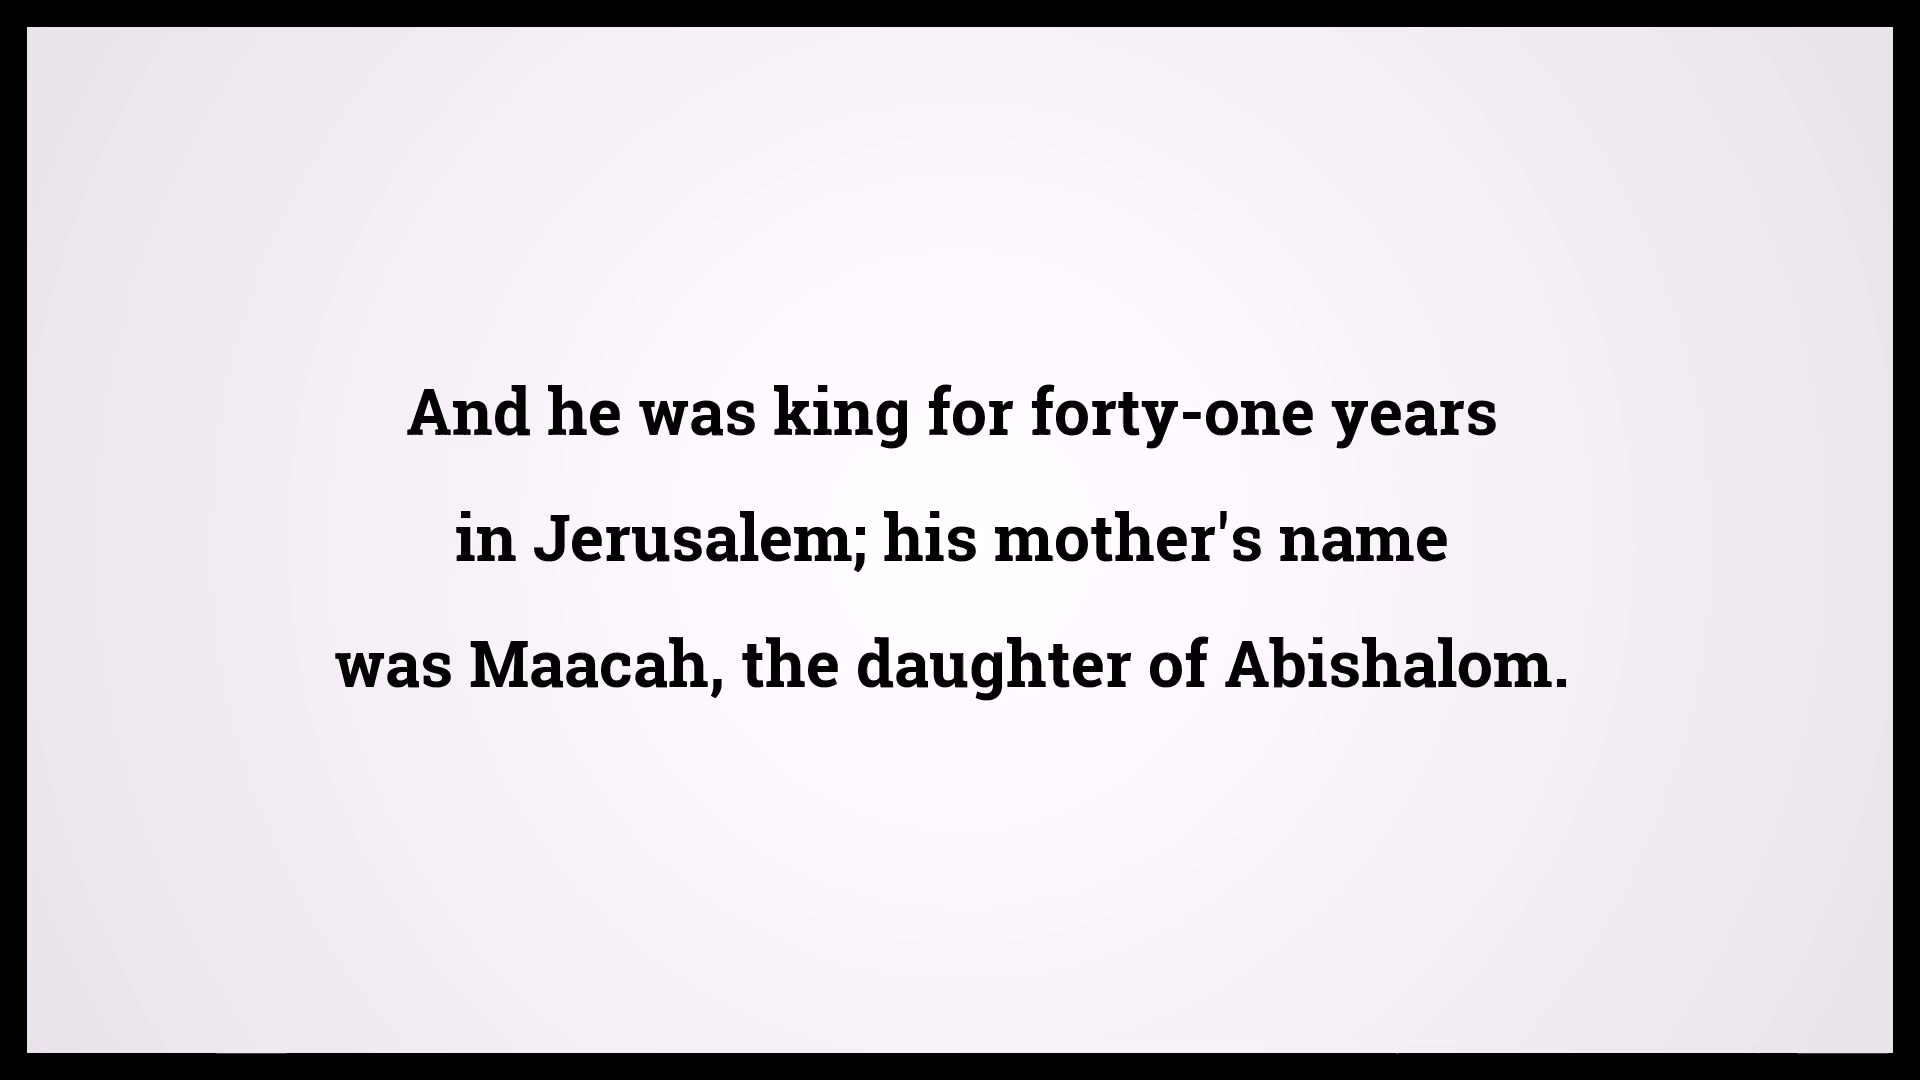 And he was king for forty-one years
in Jerusalem; his mother's name
was Maacah, the daughter of Abishalom.